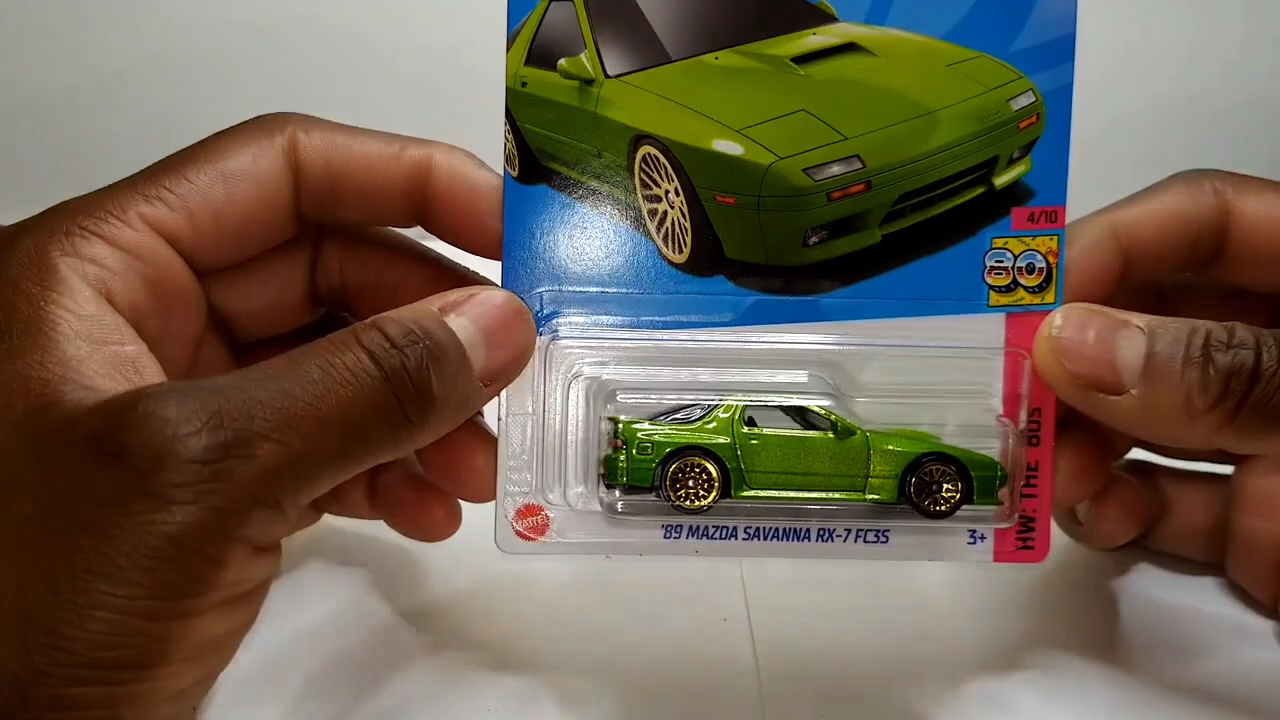 4/10
80
HW: THE '80s
MATTEL
'89 MAZDA SAVANNA RX-7 FC3S
3+